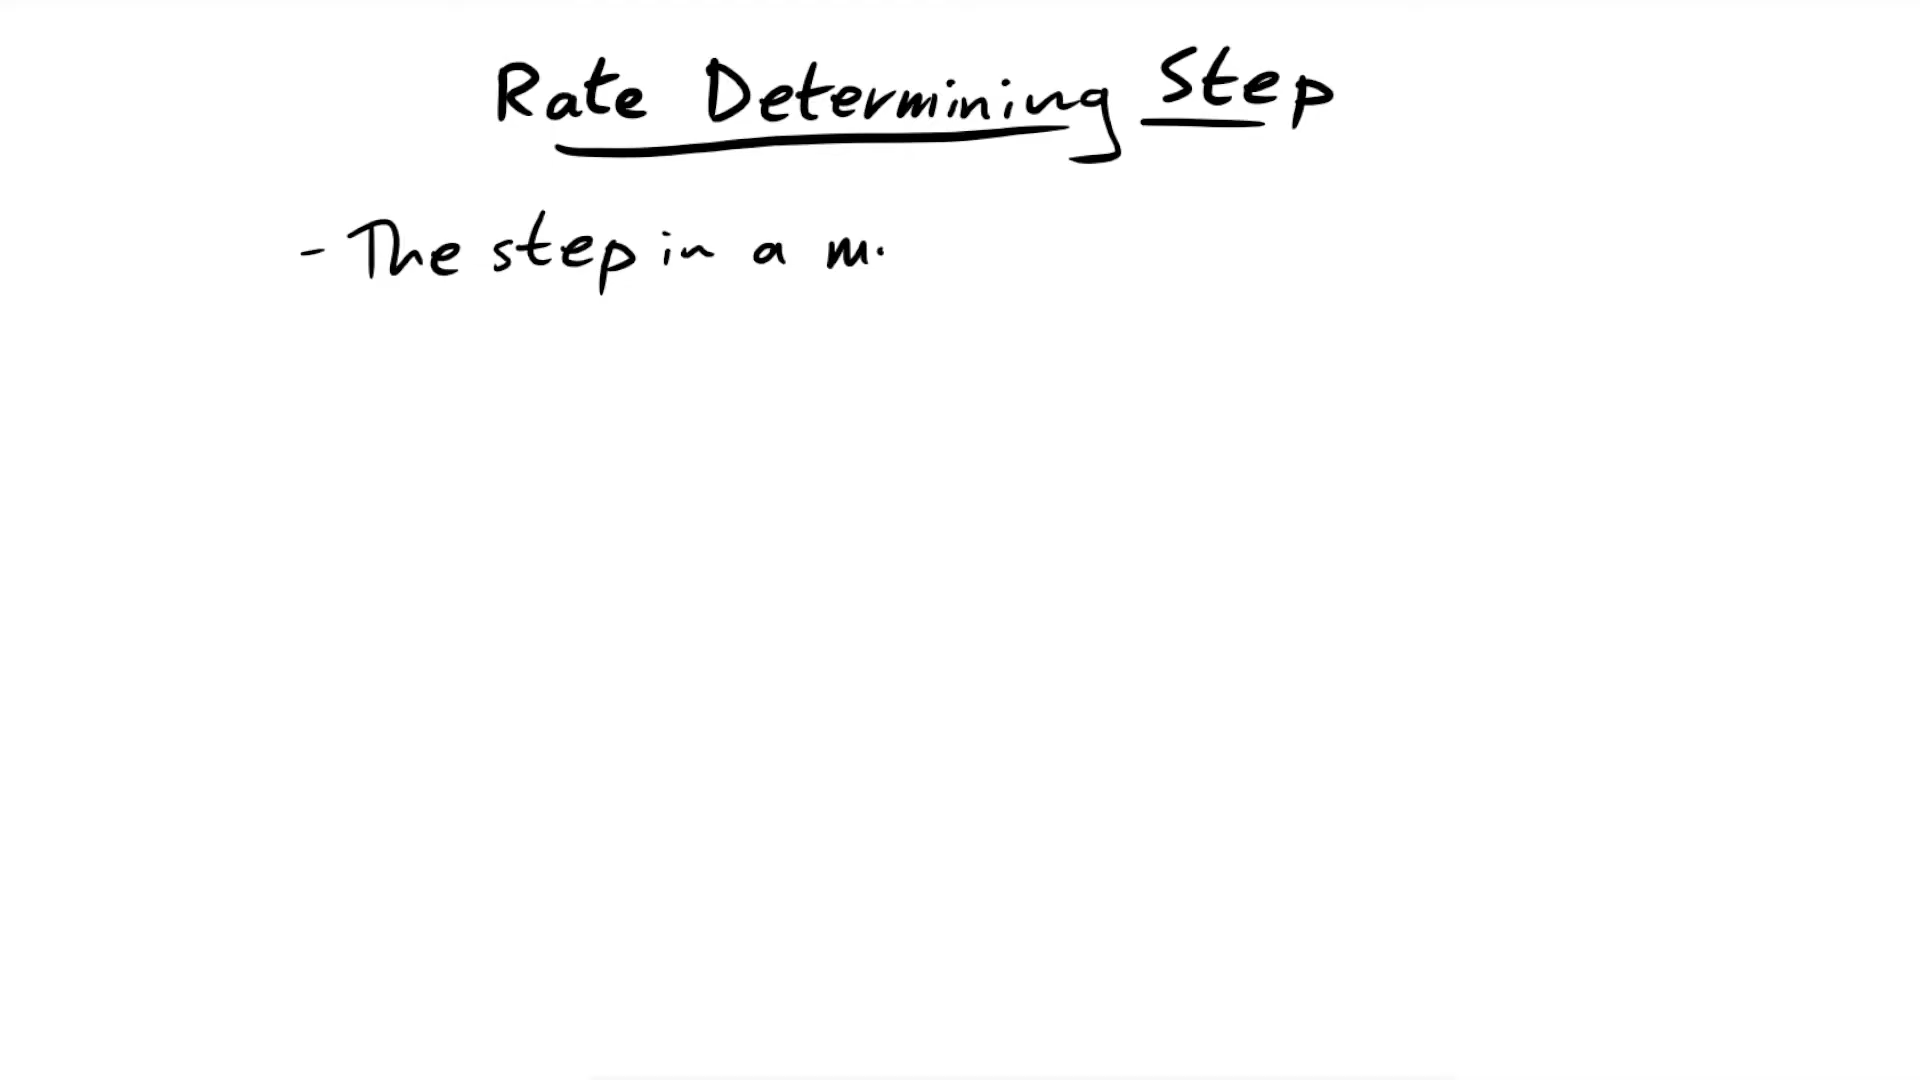 Rate Determining Step
- The step in a m.